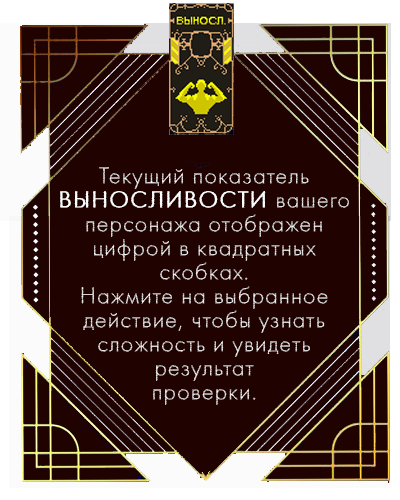 ВЫНОСЛ.
Текущий показатель
ВЫНОСЛИВОСТИ вашего
персонажа отображен
цифрой в квадратных
скобках.
Нажмите на выбранное
действие, чтобы узнать
сложность и увидеть
результат
проверки.